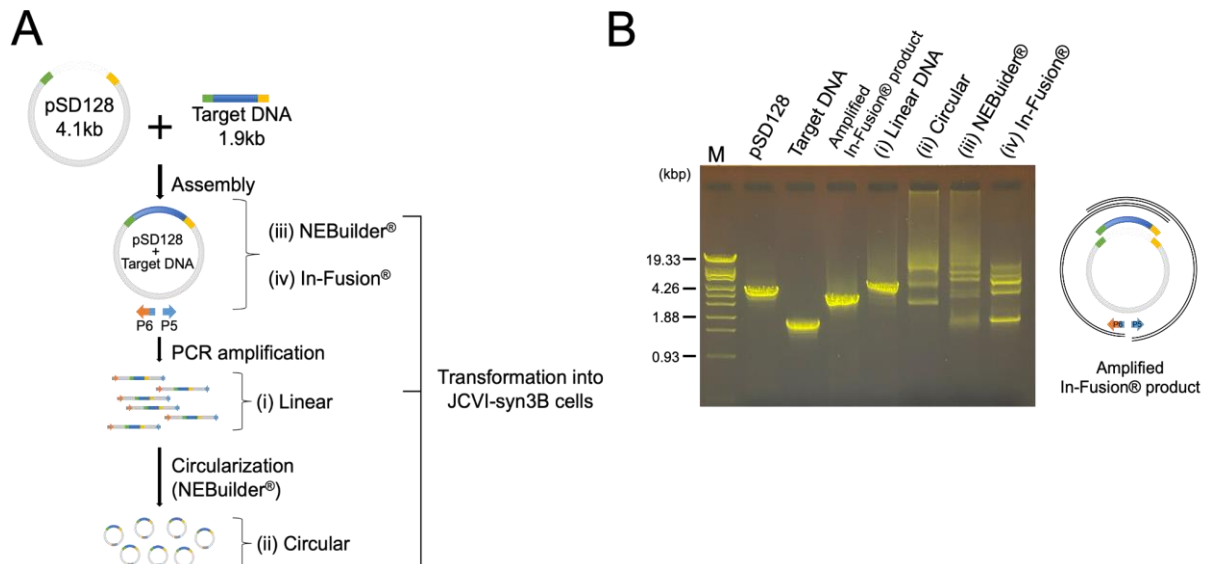 A
pSD128
4.1kb
+
Target DNA
1.9kb
Assembly
pSD128
+
Target DNA
(iii) NEBuilder®
(iv) In-Fusion®
P6 P5
PCR amplification
(i) Linear
Circularization
(NEBuilder®)
(ii) Circular
Transformation into
JCVI-syn3B cells
B
(kbp)
M
pSD128
Target DNA
Amplified
In-Fusion® product
(i) Linear DNA
(ii) Circular
(iii) NEBuider®
(iv) In-Fusion®
19.33
4.26
1.88
0.93
P6 P5
Amplified
In-Fusion® product